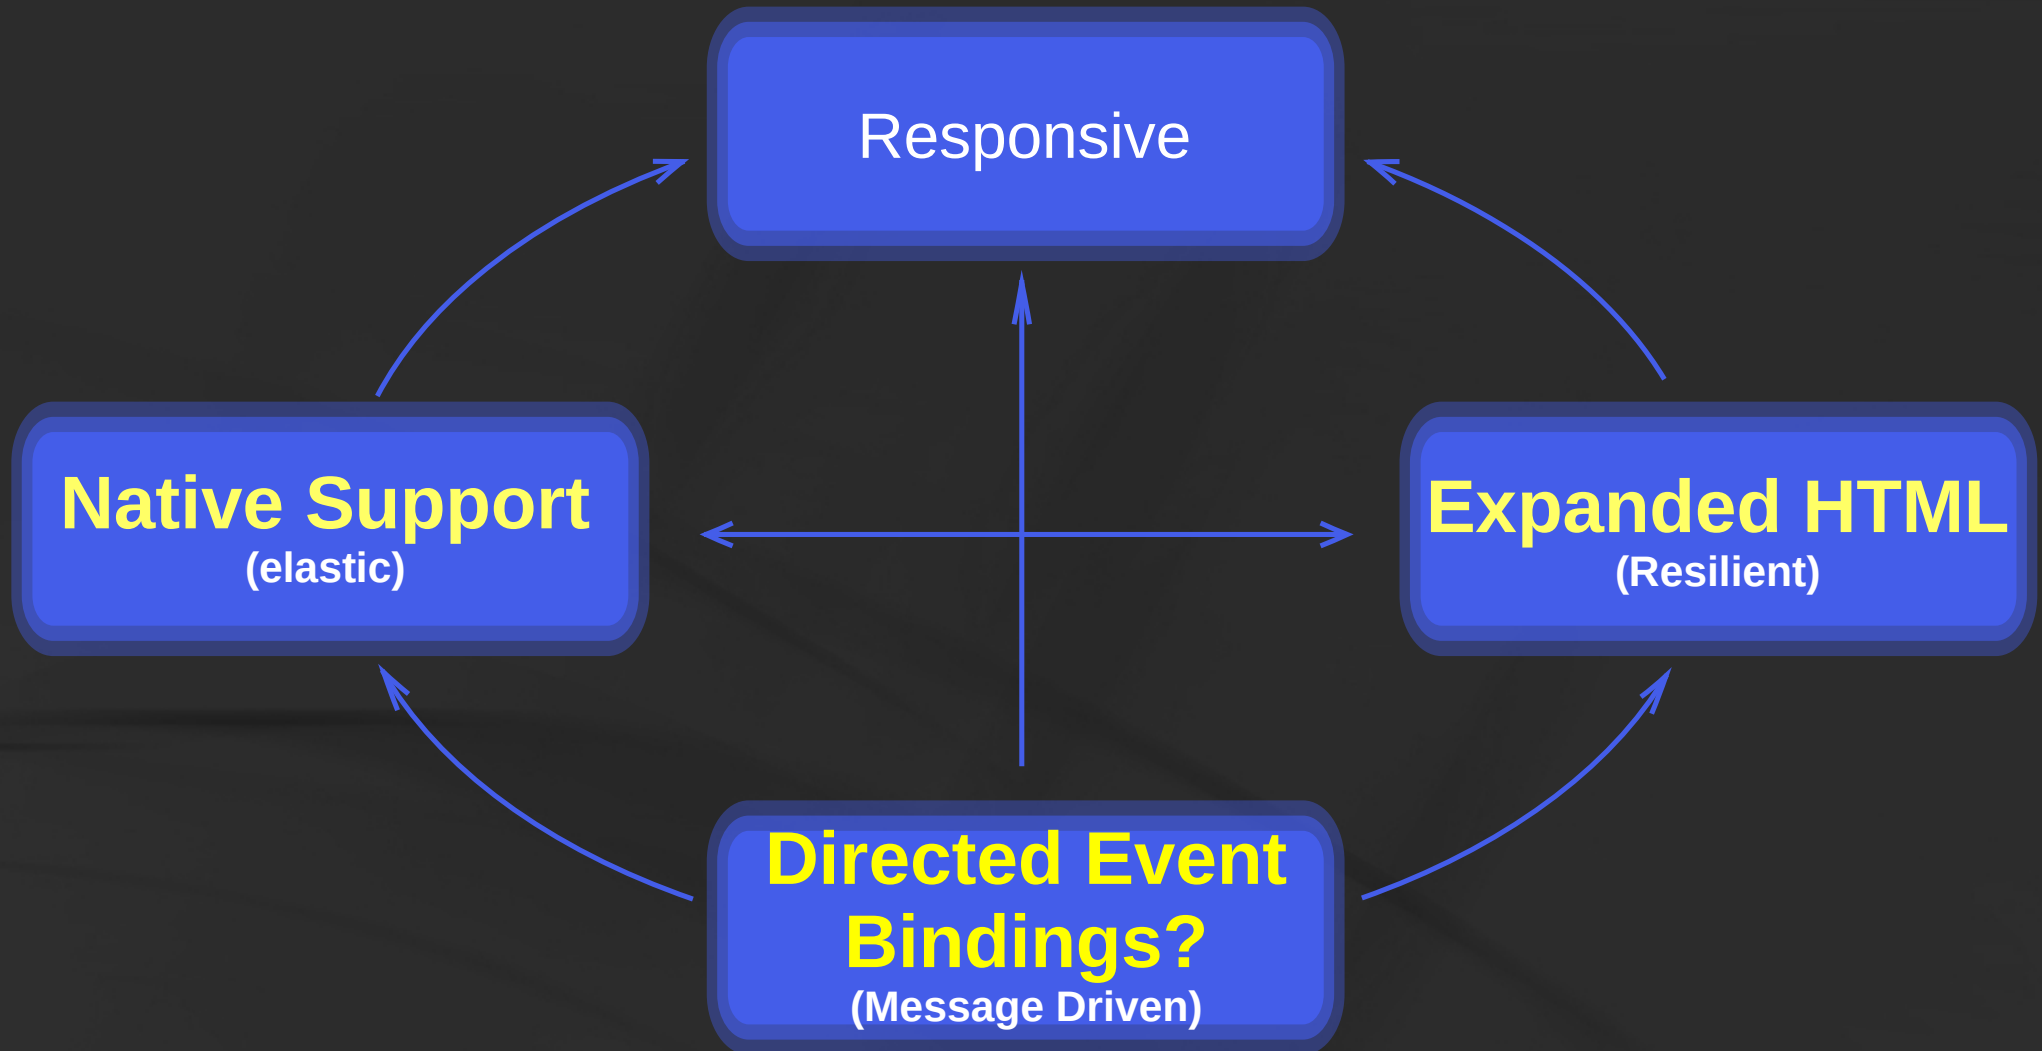 Responsive
Native Support
(elastic)
Expanded HTML
(Resilient)
Directed Event
Bindings?
(Message Driven)